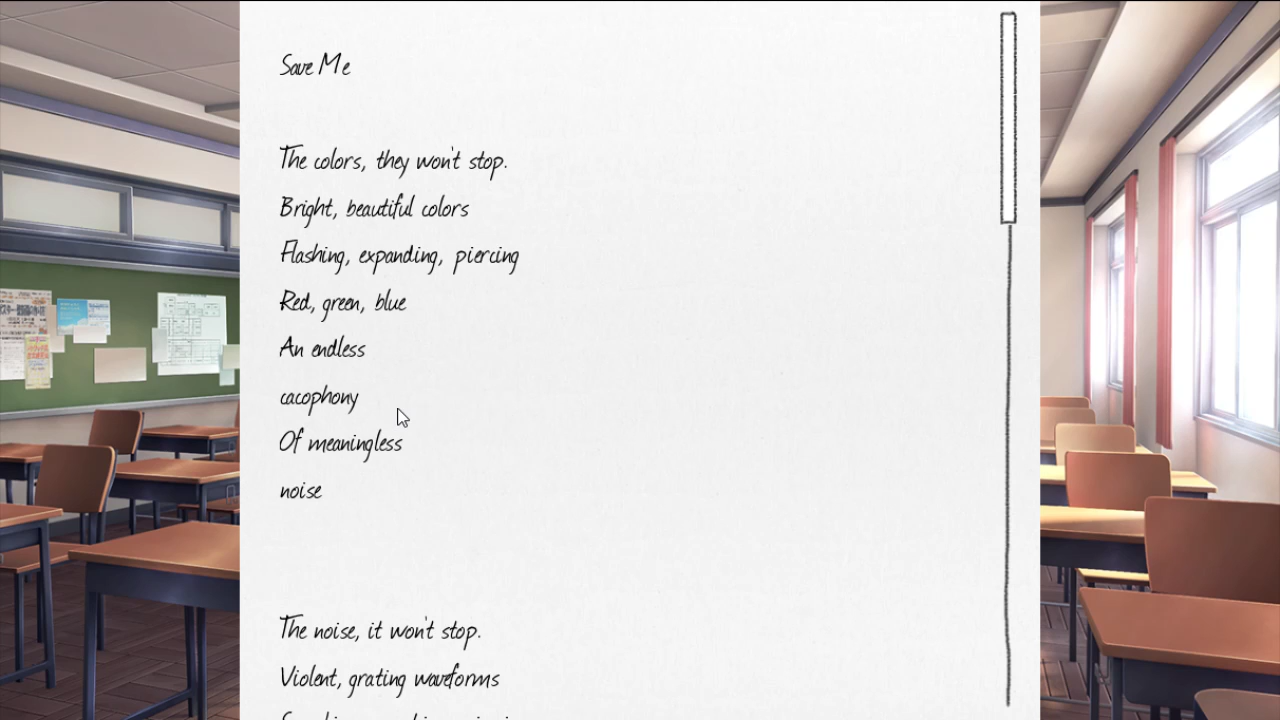 Save Me
The colors, they won't stop.
Bright, beautiful colors
Flashing, expanding, piercing
Red, green, blue
An endless
cacophony
Of meaningless
noise
The noise, it won't stop.
Violent, grating waveforms